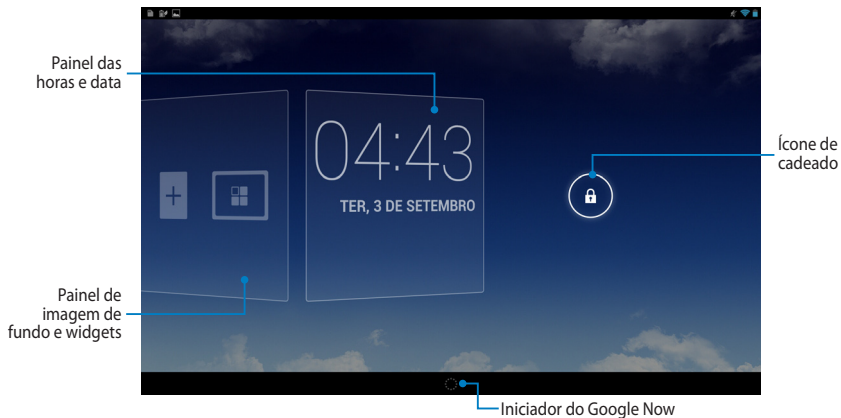 Painel das
horas e data
04:43
TER, 3 DE SETEMBRO
Ícone de
cadeado
Painel de
imagem de
fundo e widgets
Iniciador do Google Now